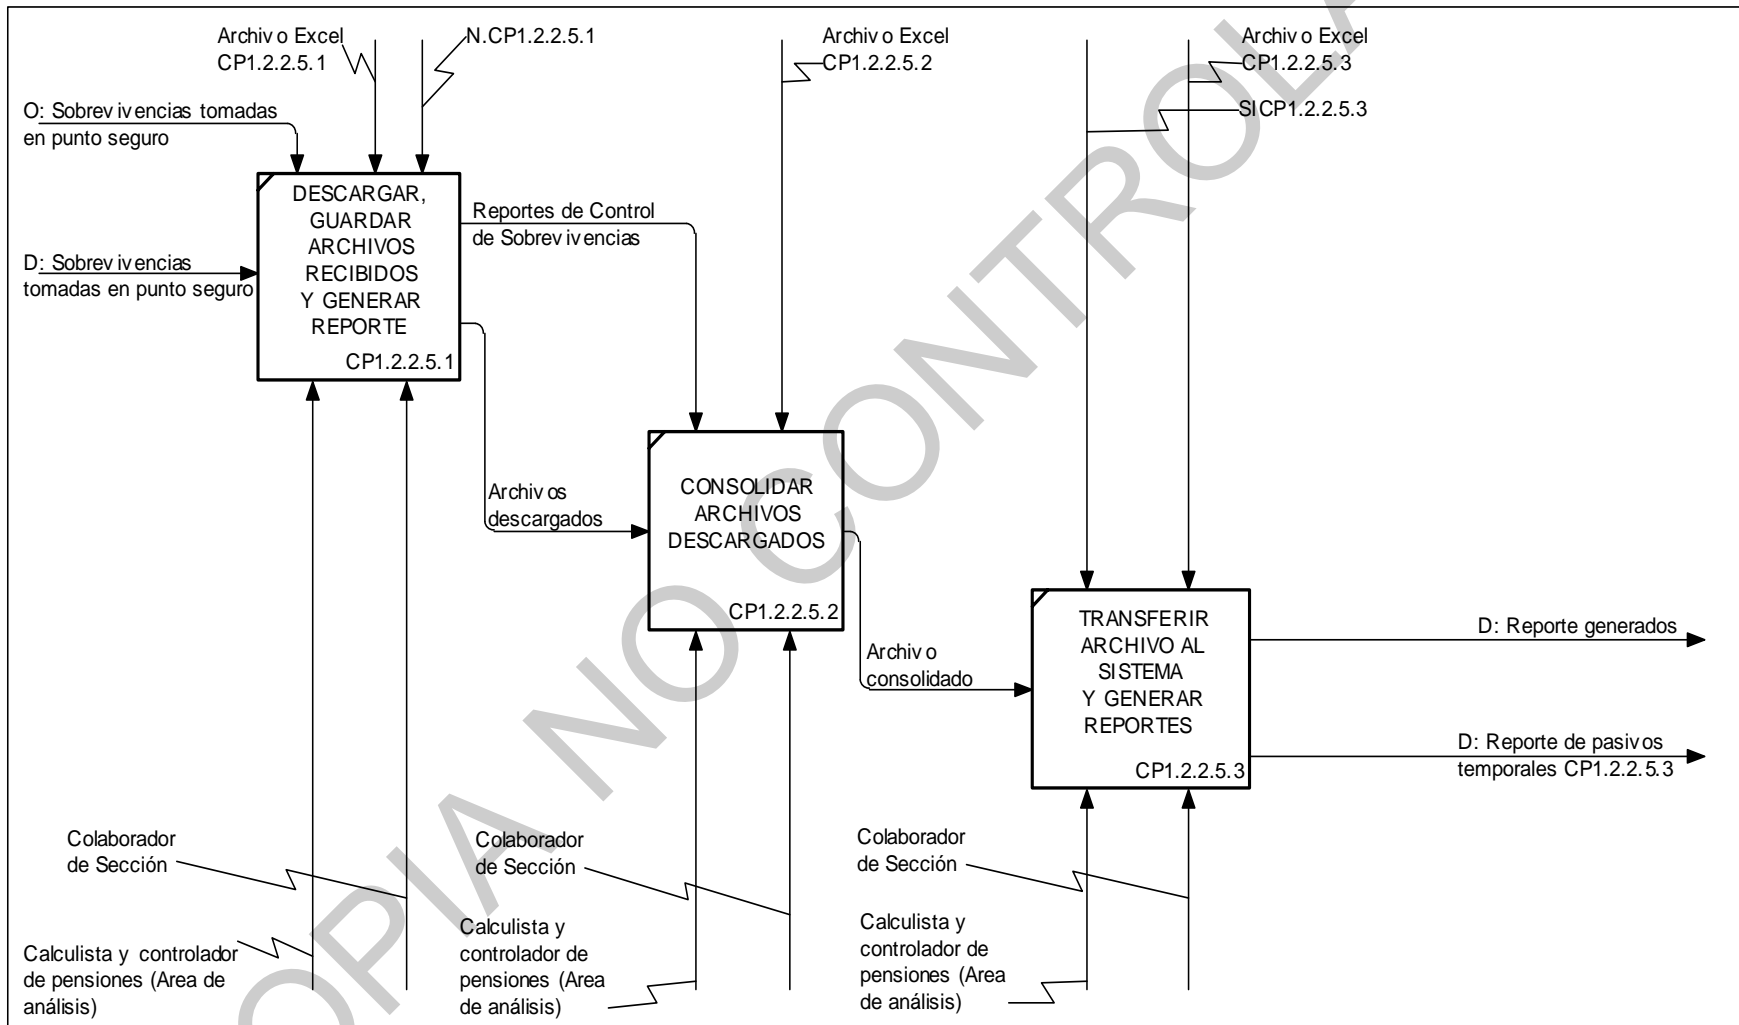 Archivo Excel
CP1.2.2.5.1
N.CP1.2.2.5.1
Archivo Excel
CP1.2.2.5.2
Archivo Excel
CP1.2.2.5.3
SICP1.2.2.5.3
O: Sobrevivencias tomadas
en punto seguro
D: Sobrevivencias
tomadas en punto seguro
DESCARGAR,
GUARDAR
ARCHIVOS
RECIBIDOS
Y GENERAR
REPORTE
CP1.2.2.5.1
Reportes de Control
de Sobrevivencias
Archivos
descargados
CONSOLIDAR
ARCHIVOS
DESCARGADOS
CP1.2.2.5.2
Archivo
consolidado
TRANSFERIR
ARCHIVO AL
SISTEMA
Y GENERAR
REPORTES
CP1.2.2.5.3
D: Reporte generados
D: Reporte de pasivos
temporales CP1.2.2.5.3
Colaborador
de Sección
Calculista y controlador
de pensiones (Area de
análisis)
Colaborador
de Sección
Calculista y
controlador de
pensiones (Area
de análisis)
Colaborador
de Sección
Calculista y
controlador de
pensiones (Area
de análisis)
OPIA NO CONTROLA